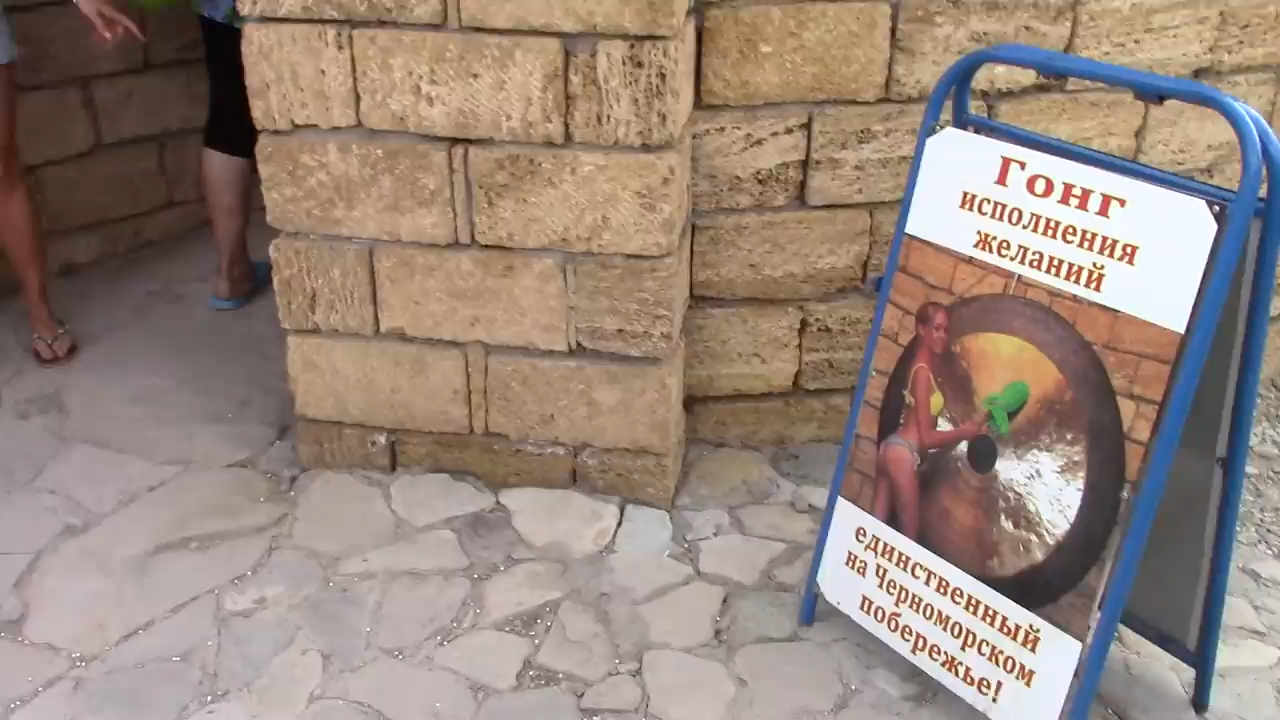 Гонг
исполнения
желаний
единственный
на Черноморском
побережье!